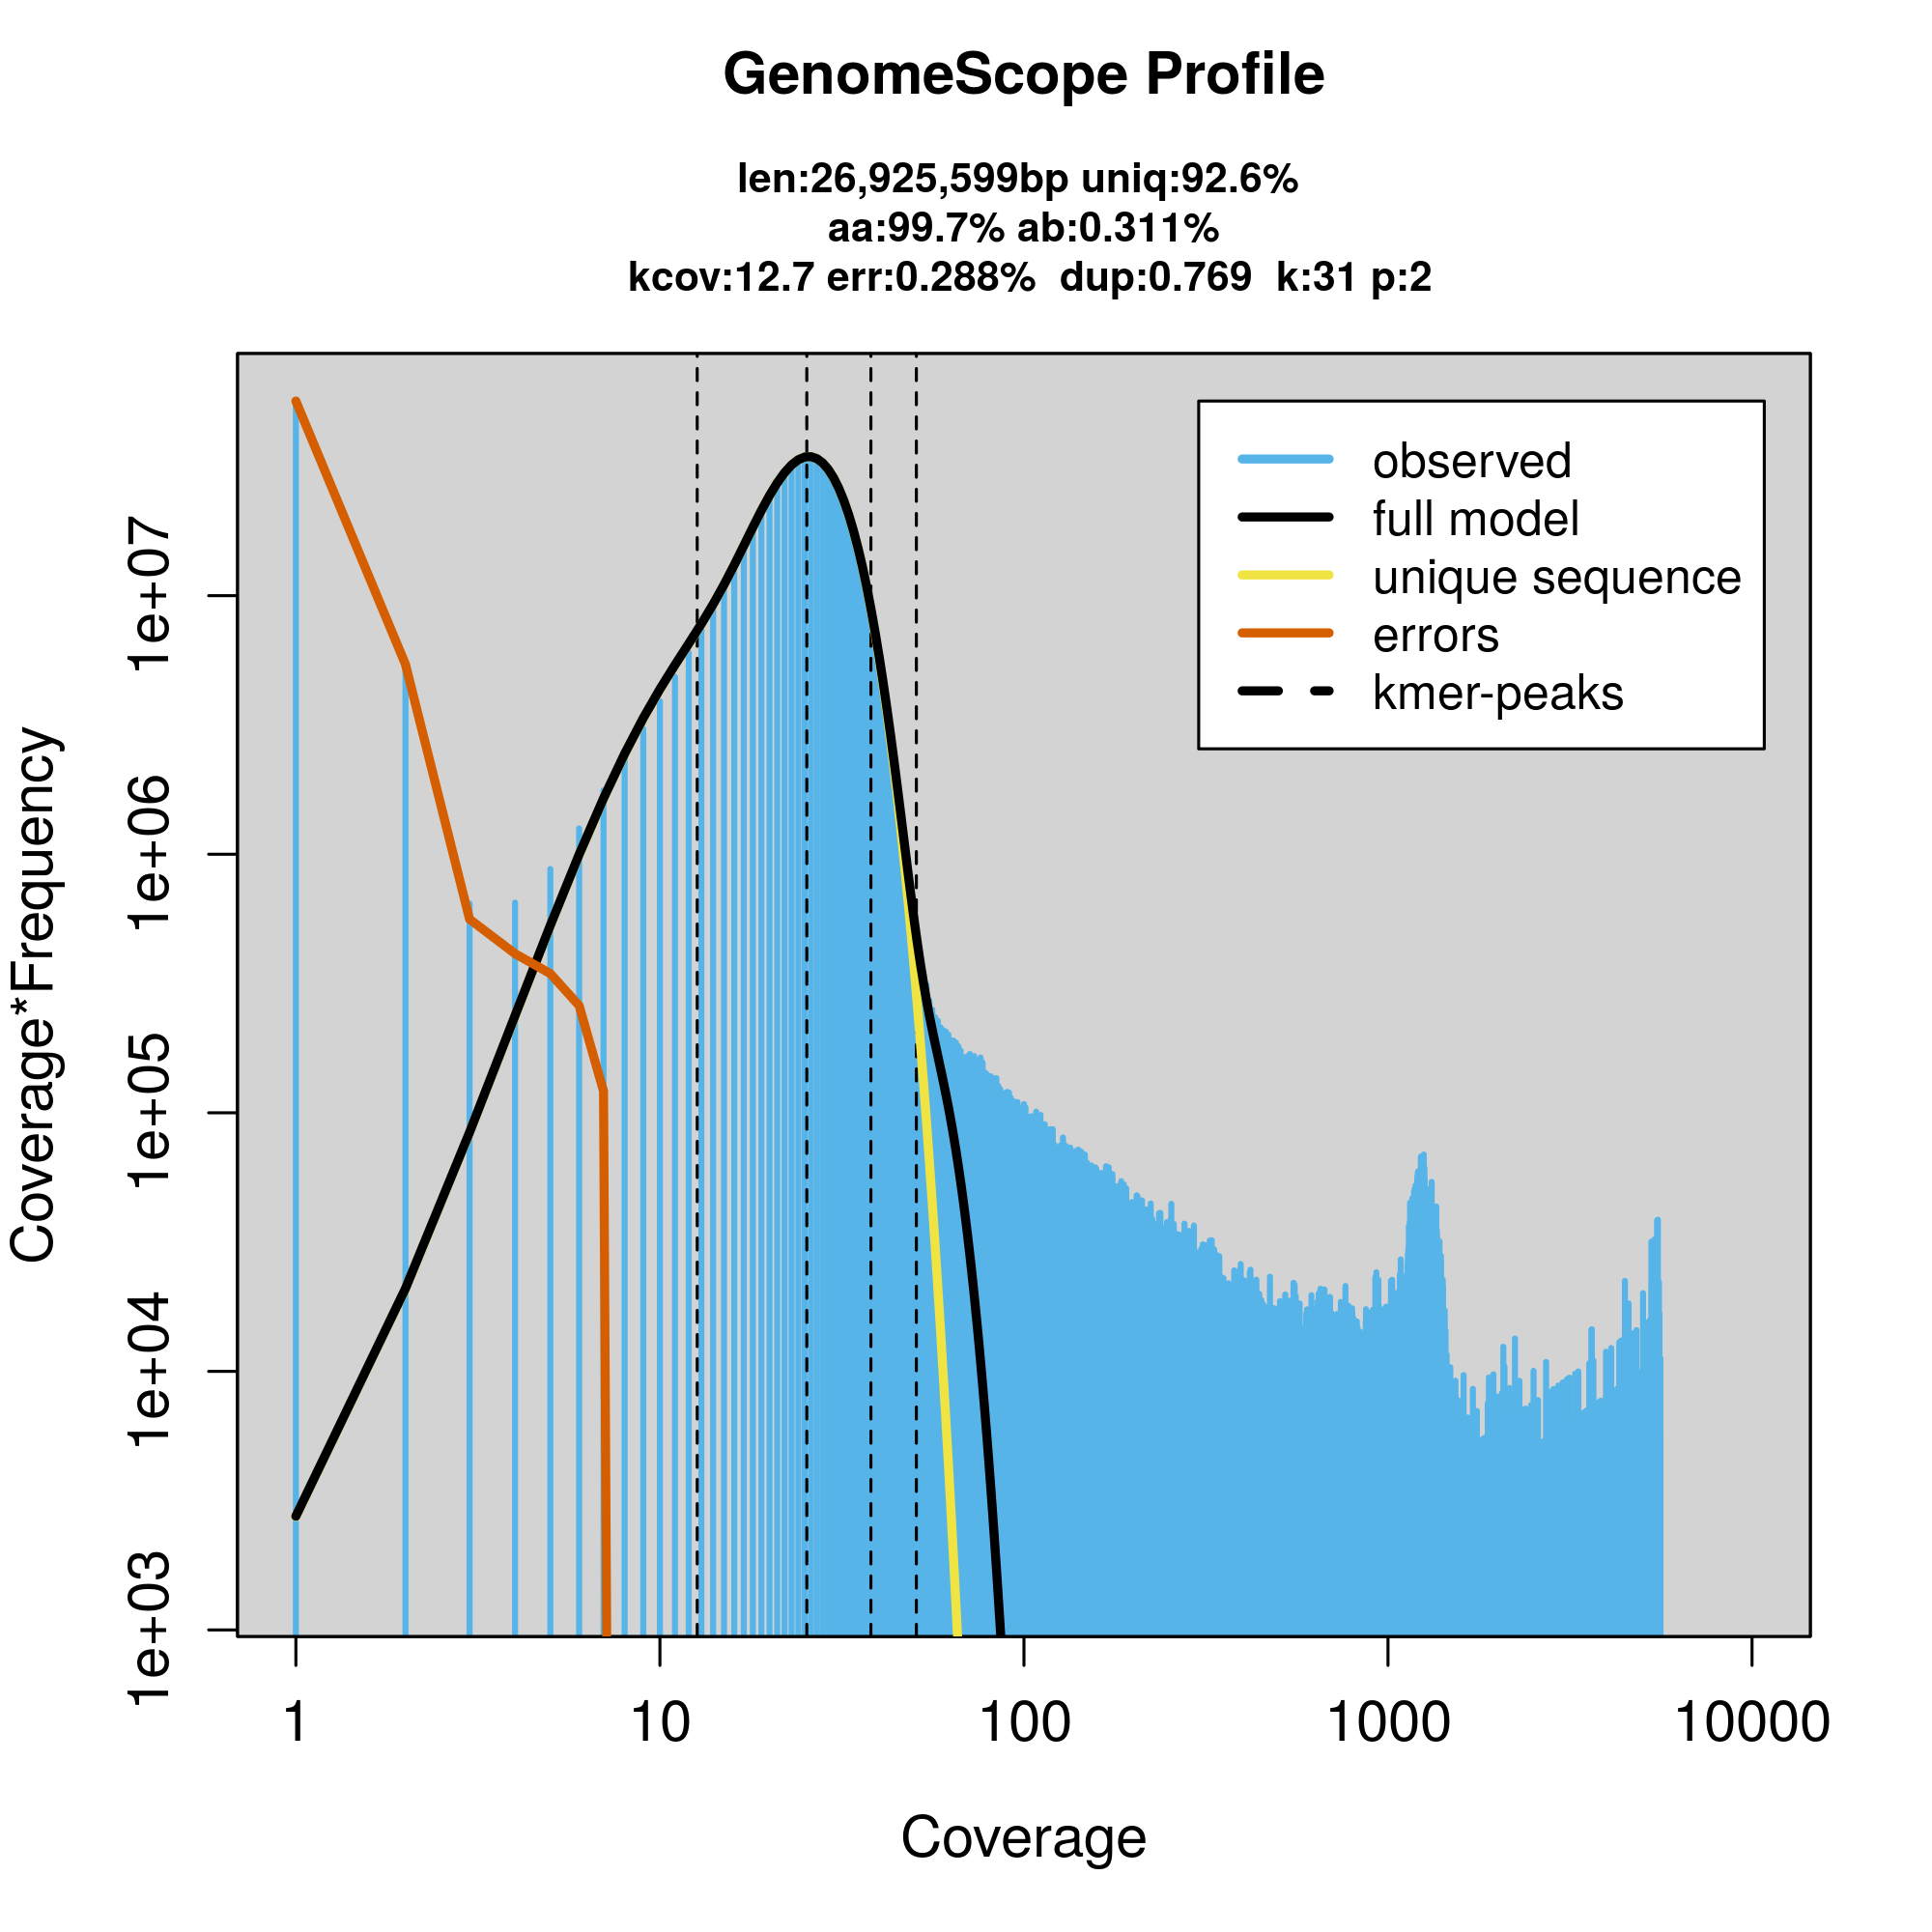 GenomeScope Profile
len:26,925,599bp uniq:92.6%
aa:99.7% ab:0.311%
kcov:12.7 err:0.288%  dup:0.769  k:31 p:2
observed
full model
unique sequence
errors
kmer-peaks
Coverage*Frequency
1e+07
1e+06
1e+05
1e+04
1e+03
1 10 100 1000 10000
Coverage